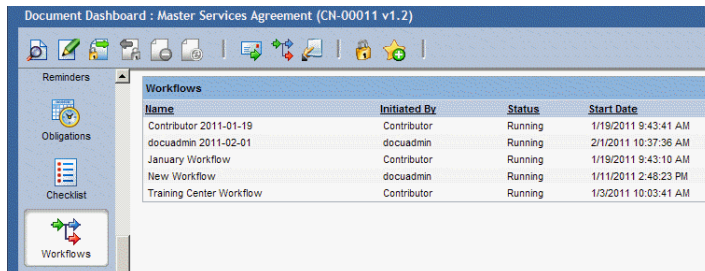 Document Dashboard : Master Services Agreement (CN-00011 v1.2)
Reminders
Obligations
Checklist
Workflows
Workflows
Name Initiated By Status Start Date
Contributor 2011-01-19 Contributor Running 1/19/2011 9:43:41 AM
docuadmin 2011-02-01 docuadmin Running 2/1/2011 10:37:36 AM
January Workflow Contributor Running 1/19/2011 9:43:10 AM
New Workflow docuadmin Running 1/11/2011 2:48:23 PM
Training Center Workflow Contributor Running 1/3/2011 10:03:41 AM